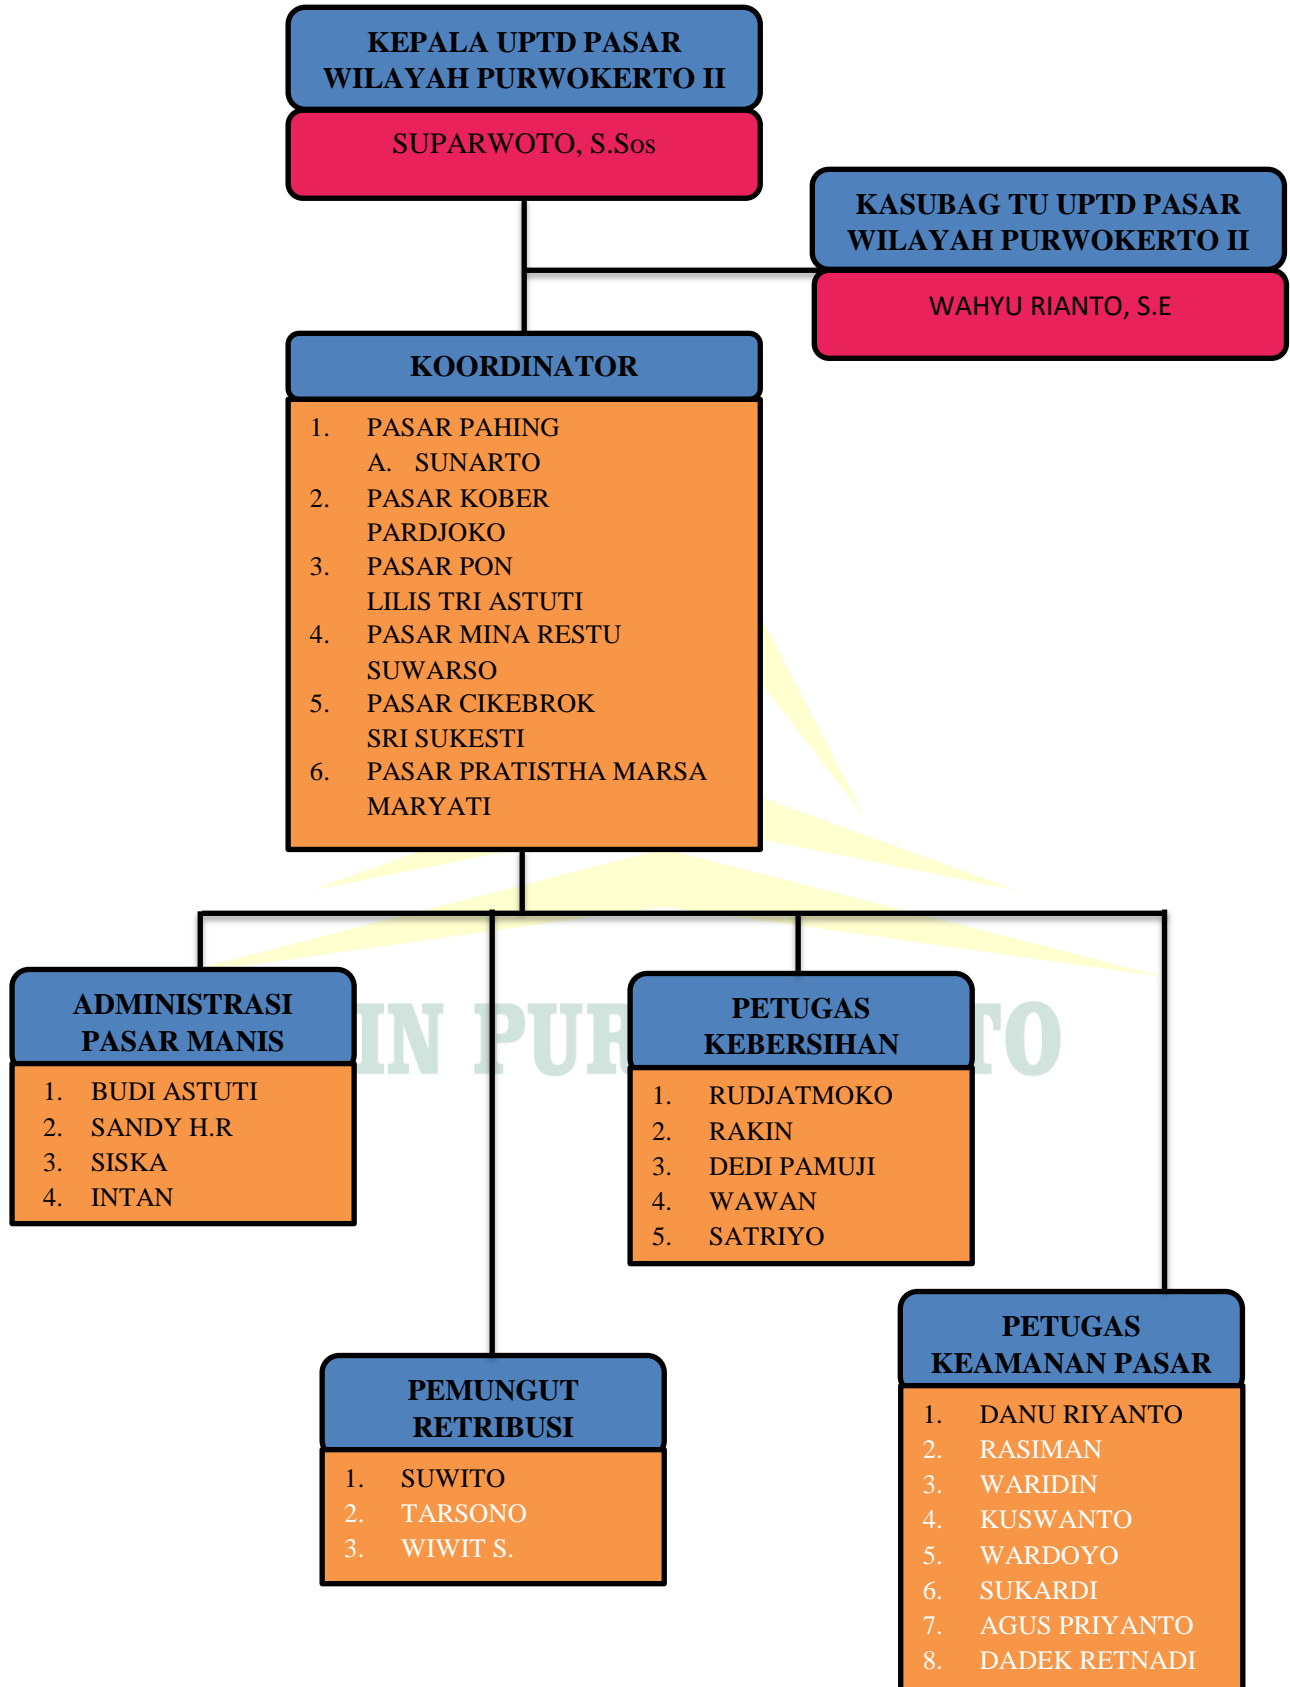 KEPALA UPTD PASAR
WILAYAH PURWOKERTO II
SUPARWOTO, S.Sos
KASUBAG TU UPTD PASAR
WILAYAH PURWOKERTO II
WAHYU RIANTO, S.E
KOORDINATOR
1. PASAR PAHING
A. SUNARTO
2. PASAR KOBER
PARDJOKO
3. PASAR PON
LILIS TRI ASTUTI
4. PASAR MINA RESTU
SUWARSO
5. PASAR CIKEBROK
SRI SUKESTI
6. PASAR PRATISTHA MARSA
MARYATI
ADMINISTRASI
PASAR MANIS
1. BUDI ASTUTI
2. SANDY H.R
3. SISKA
4. INTAN
PETUGAS
KEBERSIHAN
1. RUDJATMOKO
2. RAKIN
3. DEDI PAMUJI
4. WAWAN
5. SATRIYO
PEMUNGUT
RETRIBUSI
1. SUWITO
2. TARSONO
3. WIWIT S.
PETUGAS
KEAMANAN PASAR
1. DANU RIYANTO
2. RASIMAN
3. WARIDIN
4. KUSWANTO
5. WARDOYO
6. SUKARDI
7. AGUS PRIYANTO
8. DADEK RETNADI